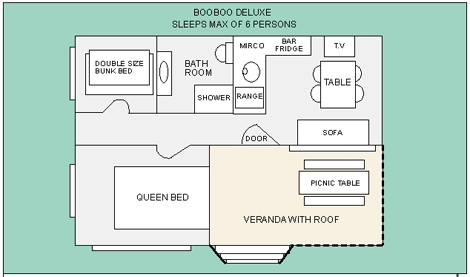 BOOBOO DELUXE
SLEEPS MAX OF 6 PERSONS
MIRCO
BAR
FRIDGE
T.V
DOUBLE SIZE
BUNK BED
BATH
ROOM
TABLE
SHOWER
RANGE
SOFA
DOOR
PICNIC TABLE
QUEEN BED
VERANDA WITH ROOF